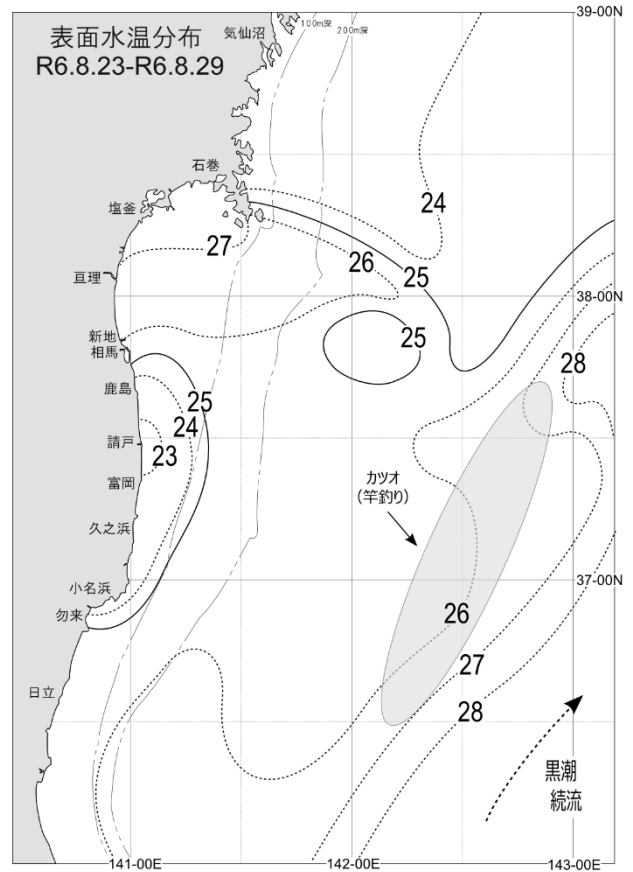 表面水温分布
R6.8.23-R6.8.29
気仙沼
100m深
200m深
39-00N
石巻
塩釜
24
27
亘理
26
25
38-00N
新地
相馬
25
28
鹿島
25
24
請戸
23
富岡
カツオ
(竿釣り)
久之浜
小名浜
37-00N
勿来
26
27
日立
28
黒潮
続流
141-00E
142-00E
143-00E